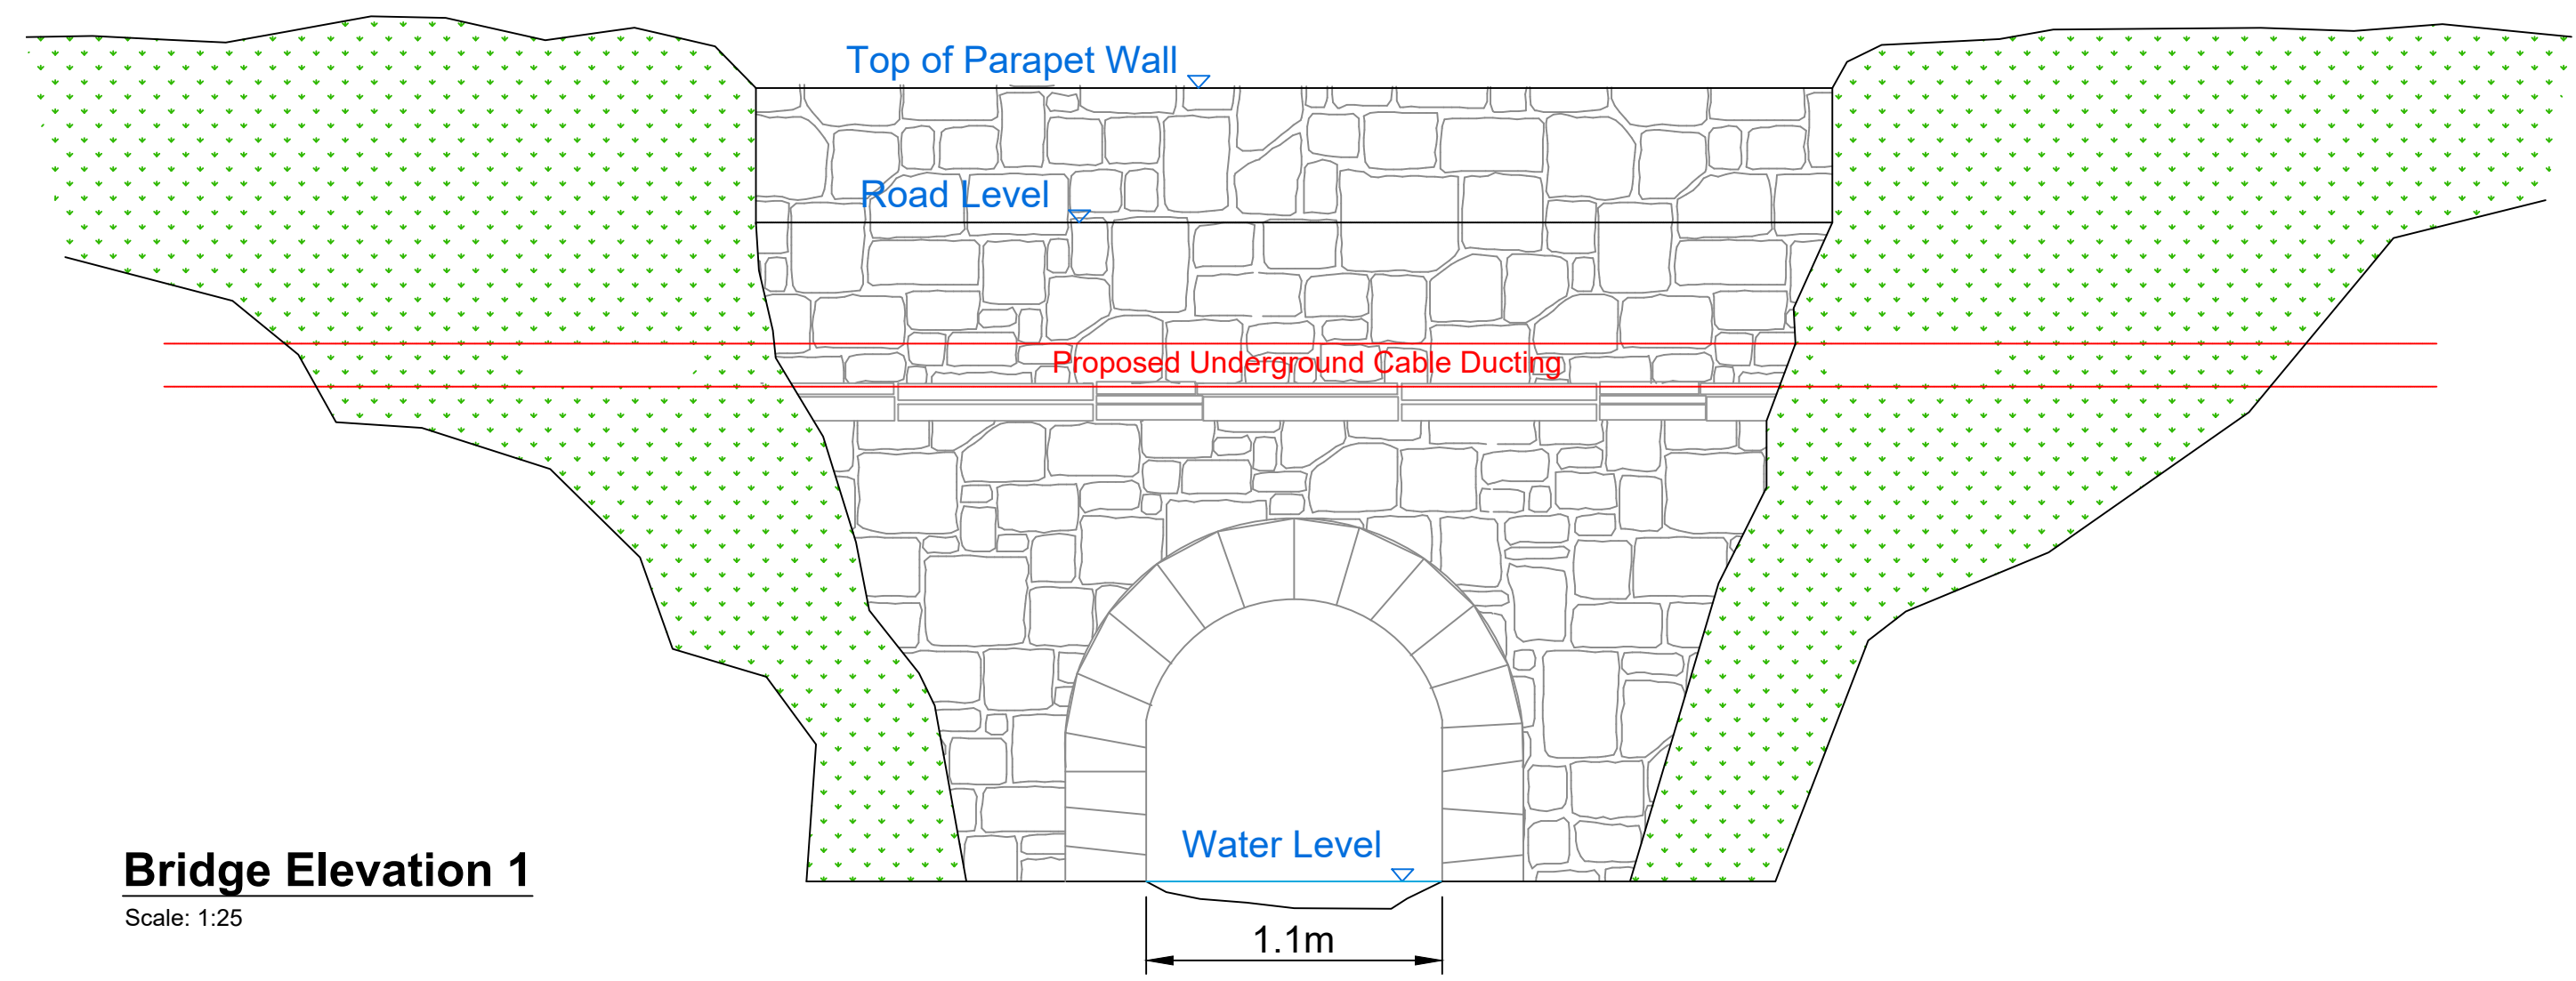 Top of Parapet Wall
Road Level
Proposed Underground Cable Ducting
Water Level
Bridge Elevation 1
Scale: 1:25
1.1m